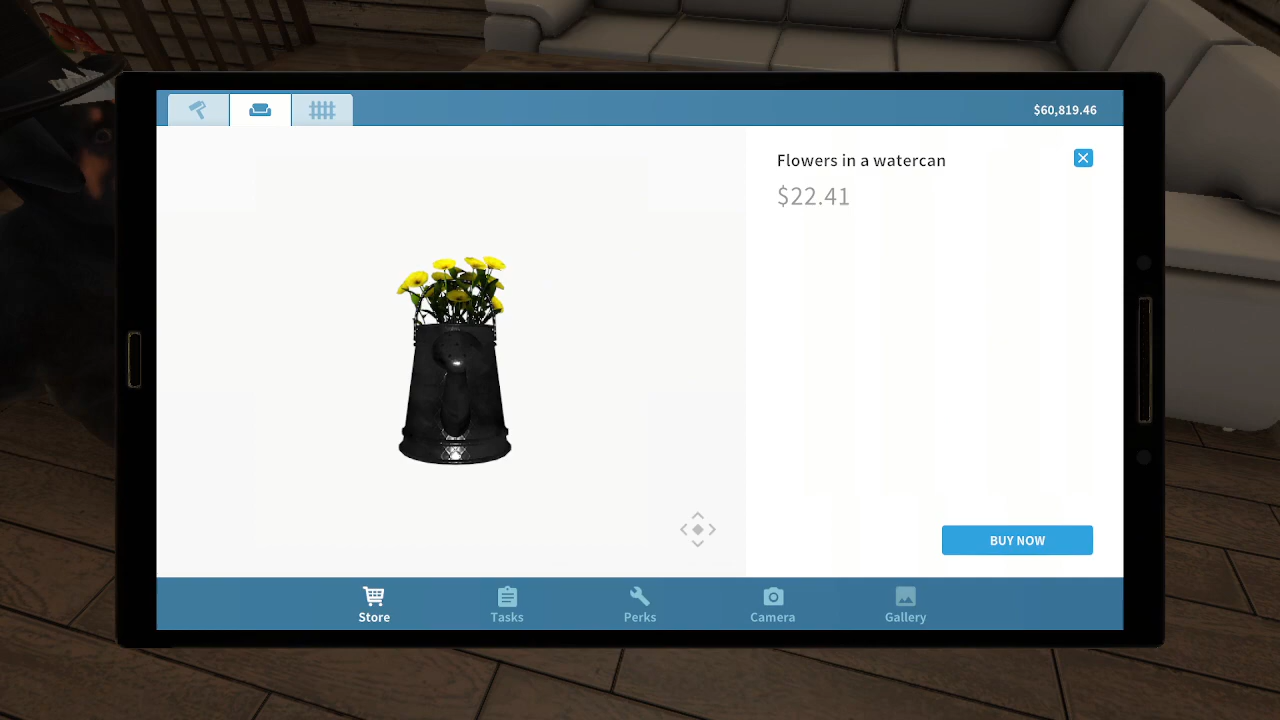 $60,819.46
Flowers in a watercan
$22.41
BUY NOW
Store
Tasks
Perks
Camera
Gallery